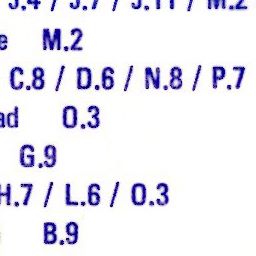 J.4 / J.7 / J.11 / M.2
e M.2
C.8 / D.6 / N.8 / P.7
ad O.3
G.9
H.7 / L.6 / O.3
B.9